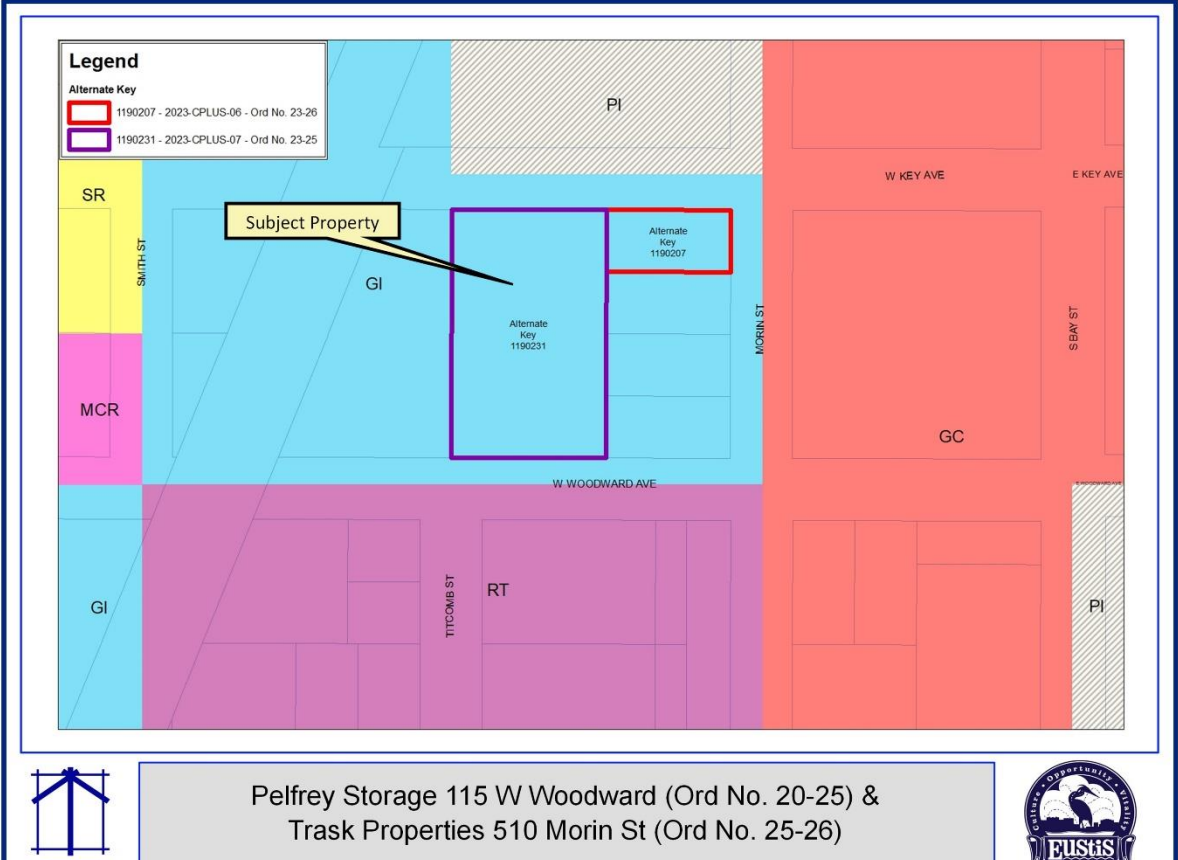 Legend
Alternate Key
1190207 - 2023-CPLUS-06 - Ord No. 23-26
1190231 - 2023-CPLUS-07 - Ord No. 23-25
PI
W KEY AVE
E KEY AVE
SR
SMITH ST
Subject Property
Alternate
Key
1190207
GI
Alternate
Key
1190231
MORIN ST
S BAY ST
MCR
GC
W WOODWARD AVE
E WOODWARD AVE
GI
TITCOMB ST
RT
PI
Pelfrey Storage 115 W Woodward (Ord No. 20-25) &
Trask Properties 510 Morin St (Ord No. 25-26)
Culture • Opportunity • Vitality
EUSTIS